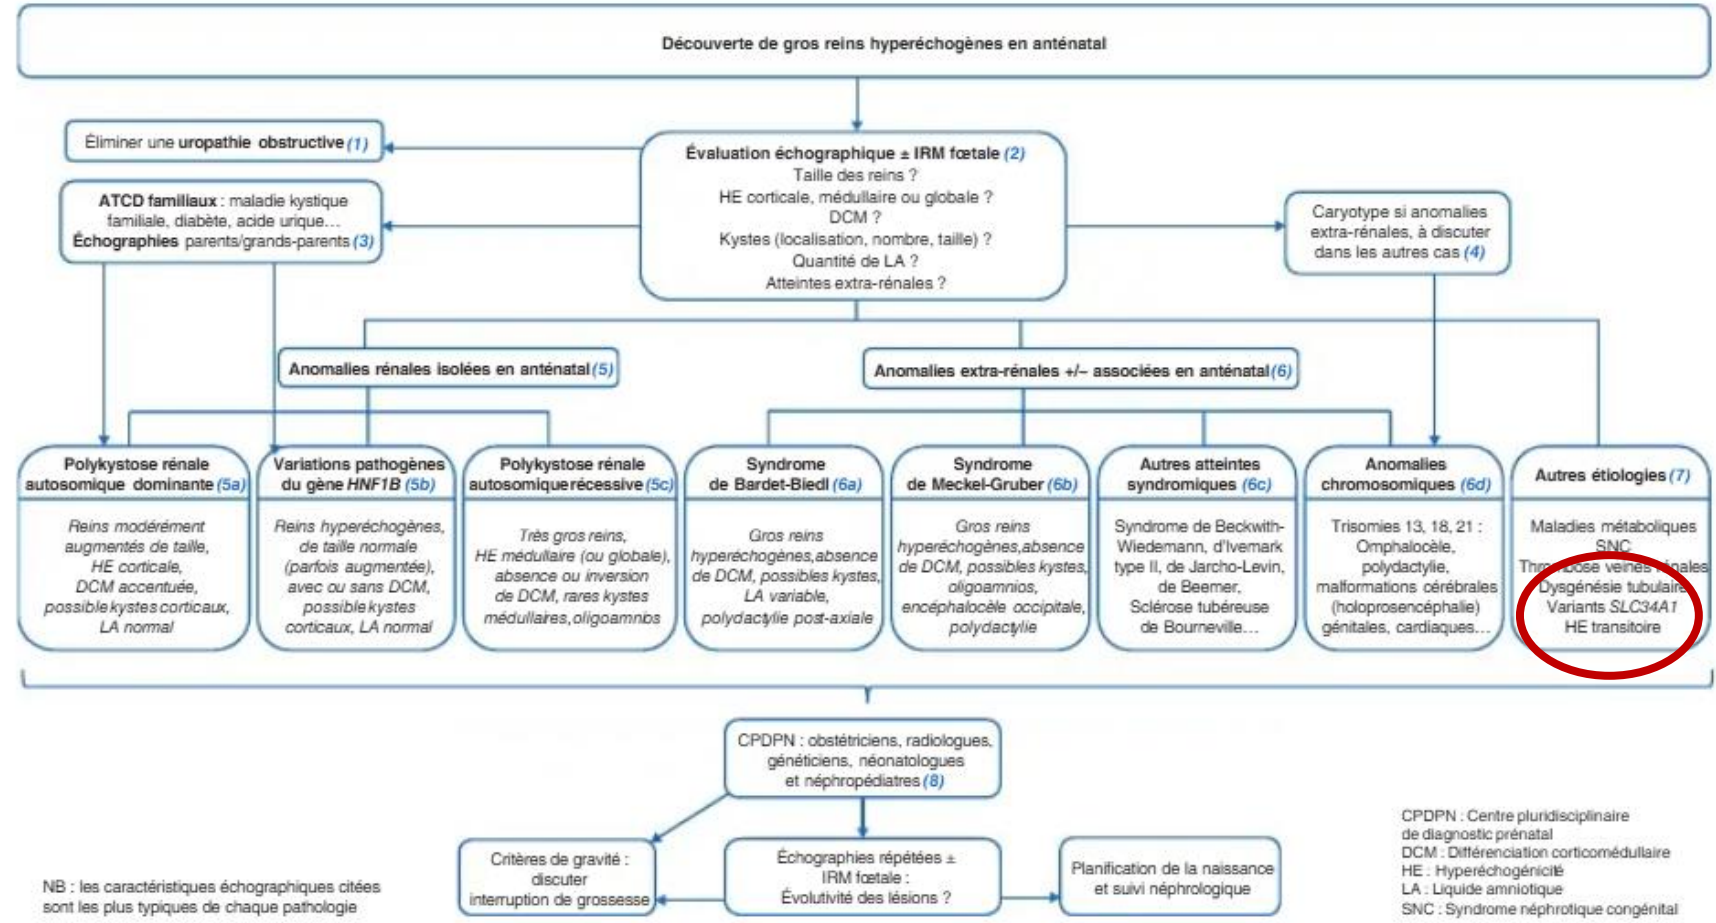 Découverte de gros reins hyperéchogènes en anténatal
Éliminer une uropathie obstructive (1)
Évaluation échographique ± IRM fœtale (2)
Taille des reins ?
HE corticale, médullaire ou globale ?
DCM ?
Kystes (localisation, nombre, taille) ?
Quantité de LA ?
Atteintes extra-rénales ?
ATCD familiaux : maladie kystique
familiale, diabète, acide urique...
Échographies parents/grands-parents (3)
Caryotype si anomalies
extra-rénales, à discuter
dans les autres cas (4)
Anomalies rénales isolées en anténatal (5)
Anomalies extra-rénales +/– associées en anténatal (6)
Polykystose rénale
autosomique dominante (5a)
Reins modérément
augmentés de taille,
HE corticale,
DCM accentuée,
possible kystes corticaux,
LA normal
Variations pathogènes
du gène HNF1B (5b)
Reins hyperéchogènes,
de taille normale
(parfois augmentée),
avec ou sans DCM,
possible kystes
corticaux, LA normal
Polykystose rénale
autosomique récessive (5c)
Très gros reins,
HE médullaire (ou globale),
absence ou inversion
de DCM, rares kystes
médullaires, oligoamnios
Syndrome
de Bardet-Biedl (6a)
Gros reins
hyperéchogènes, absence
de DCM, possibles kystes,
LA variable,
polydactylie post-axiale
Syndrome
de Meckel-Gruber (6b)
Gros reins
hyperéchogènes, absence
de DCM, possibles kystes,
oligoamnios,
encéphalocèle occipitale,
polydactylie
Autres atteintes
syndromiques (6c)
Syndrome de Beckwith-
Wiedemann, d'Ivemark
type II, de Jarcho-Levin,
de Beemer,
Sclérose tubéreuse
de Bourneville...
Anomalies
chromosomiques (6d)
Trisomies 13, 18, 21 :
Omphalocèle,
polydactylie,
malformations cérébrales
(holoprosencéphalie)
génitales, cardiaques...
Autres étiologies (7)
Maladies métaboliques
SNC
Thrombose veines rénales
Dysgénésie tubulaire
Variants SLC34A1
HE transitoire
CPDPN : obstétriciens, radiologues,
généticiens, néonatologues
et néphropédiatres (8)
Critères de gravité :
discuter
interruption de grossesse
Échographies répétées ±
IRM fœtale :
Évolutivité des lésions ?
Planification de la naissance
et suivi néphrologique
NB : les caractéristiques échographiques citées
sont les plus typiques de chaque pathologie
CPDPN : Centre pluridisciplinaire
de diagnostic prénatal
DCM : Différenciation corticomédullaire
HE : Hyperéchogénicité
LA : Liquide amniotique
SNC : Syndrome néphrotique congénital